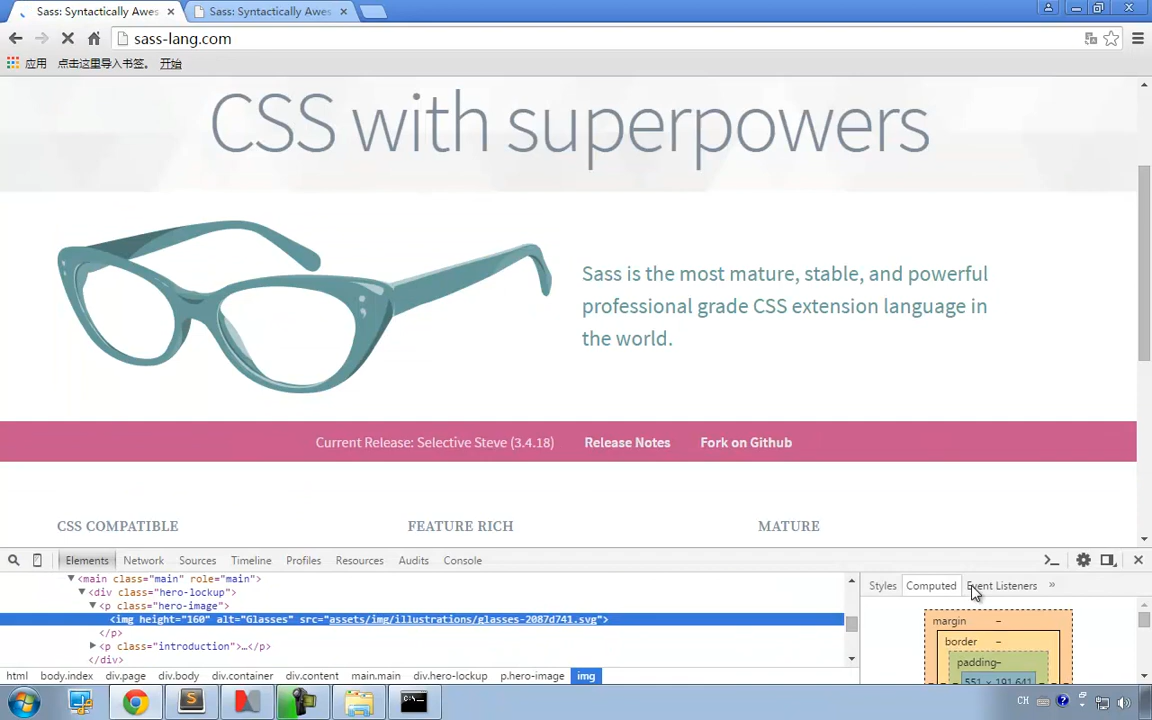 Sass: Syntactically Awes
Sass: Syntactically Awes
sass-lang.com
应用 点击这里导入书签。 开始
CSS with superpowers
Sass is the most mature, stable, and powerful
professional grade CSS extension language in
the world.
Current Release: Selective Steve (3.4.18) Release Notes Fork on Github
CSS COMPATIBLE FEATURE RICH MATURE
Elements Network Sources Timeline Profiles Resources Audits Console
<main class="main" role="main">
<div class="hero-lockup">
<p class="hero-image">
<img height="160" alt="Glasses" src="assets/img/illustrations/glasses-2087d741.svg">
</p>
<p class="introduction">…</p>
</div>
html body.index div.page div.body div.container div.content main.main div.hero-lockup p.hero-image img
Styles Computed Event Listeners »
margin –
border –
padding–
551 × 191.641
CH